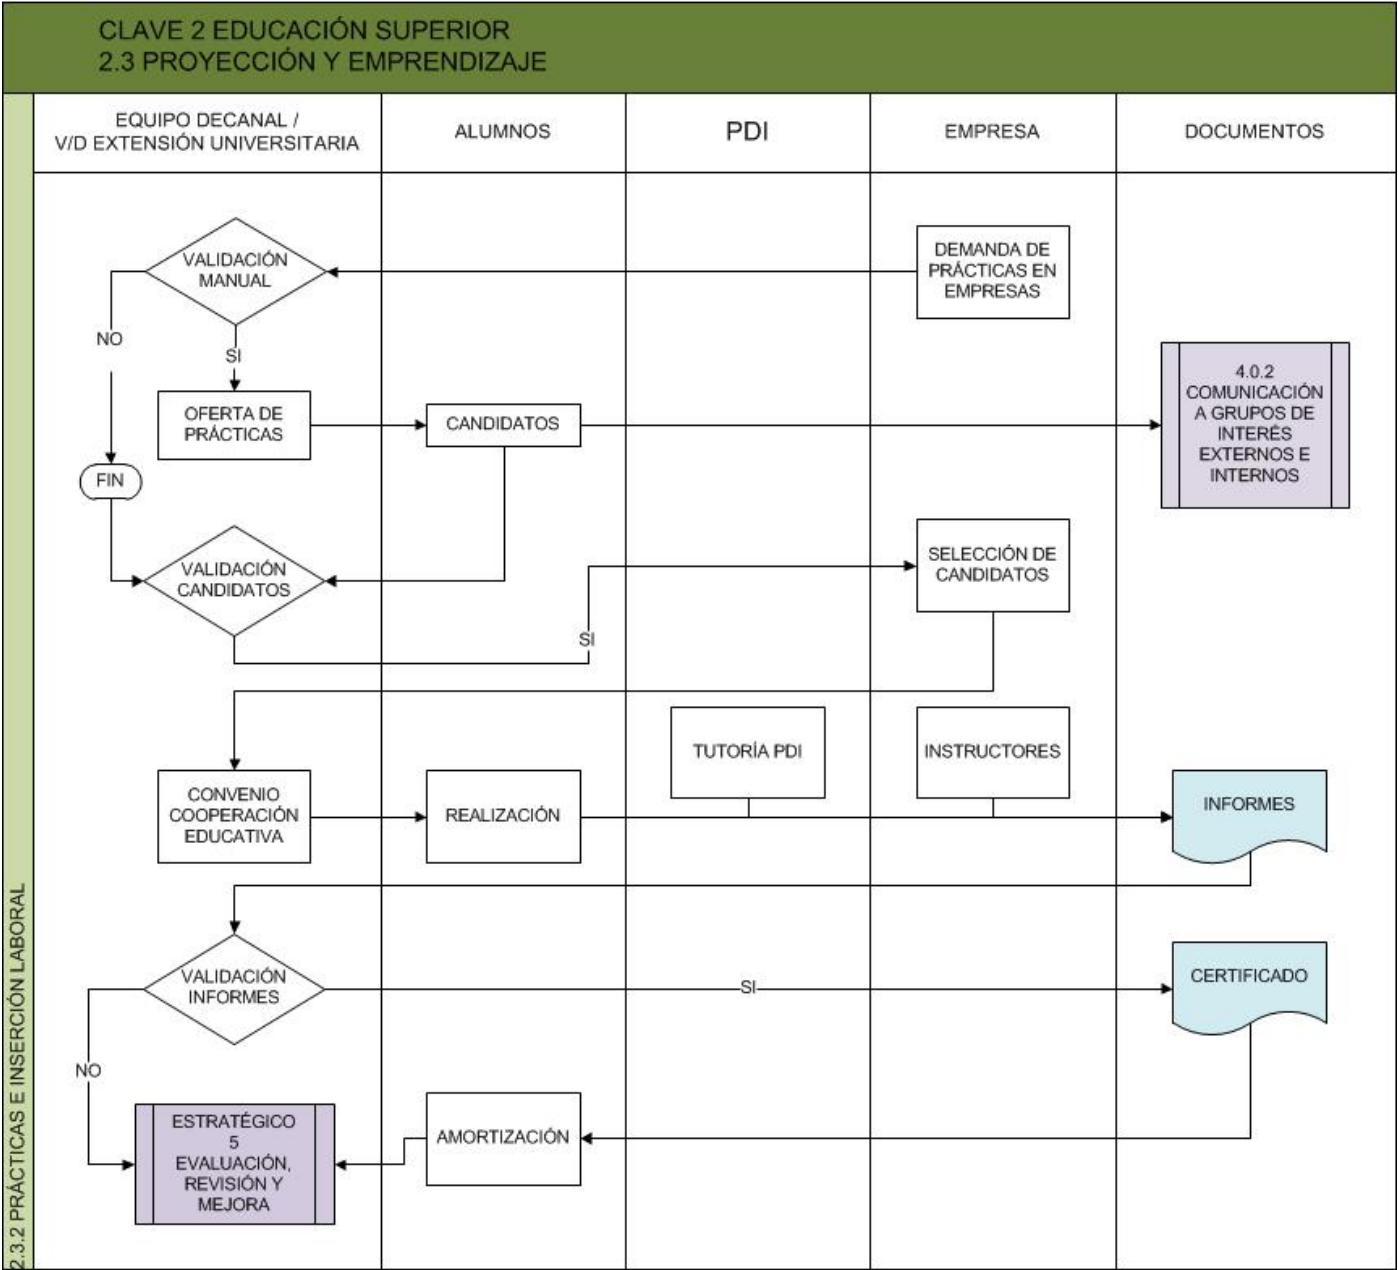 CLAVE 2 EDUCACIÓN SUPERIOR
2.3 PROYECCIÓN Y EMPRENDIZAJE
EQUIPO DECANAL /
V/D EXTENSIÓN UNIVERSITARIA
ALUMNOS
PDI
EMPRESA
DOCUMENTOS
VALIDACIÓN
MANUAL
DEMANDA DE
PRÁCTICAS EN
EMPRESAS
NO
SI
OFERTA DE
PRÁCTICAS
CANDIDATOS
4.0.2
COMUNICACIÓN
A GRUPOS DE
INTERÉS
EXTERNOS E
INTERNOS
FIN
VALIDACIÓN
CANDIDATOS
SELECCIÓN DE
CANDIDATOS
SI
TUTORÍA PDI
INSTRUCTORES
CONVENIO
COOPERACIÓN
EDUCATIVA
REALIZACIÓN
INFORMES
VALIDACIÓN
INFORMES
SI
CERTIFICADO
NO
ESTRATÉGICO
5
EVALUACIÓN,
REVISIÓN Y
MEJORA
AMORTIZACIÓN
2.3.2 PRÁCTICAS E INSERCIÓN LABORAL